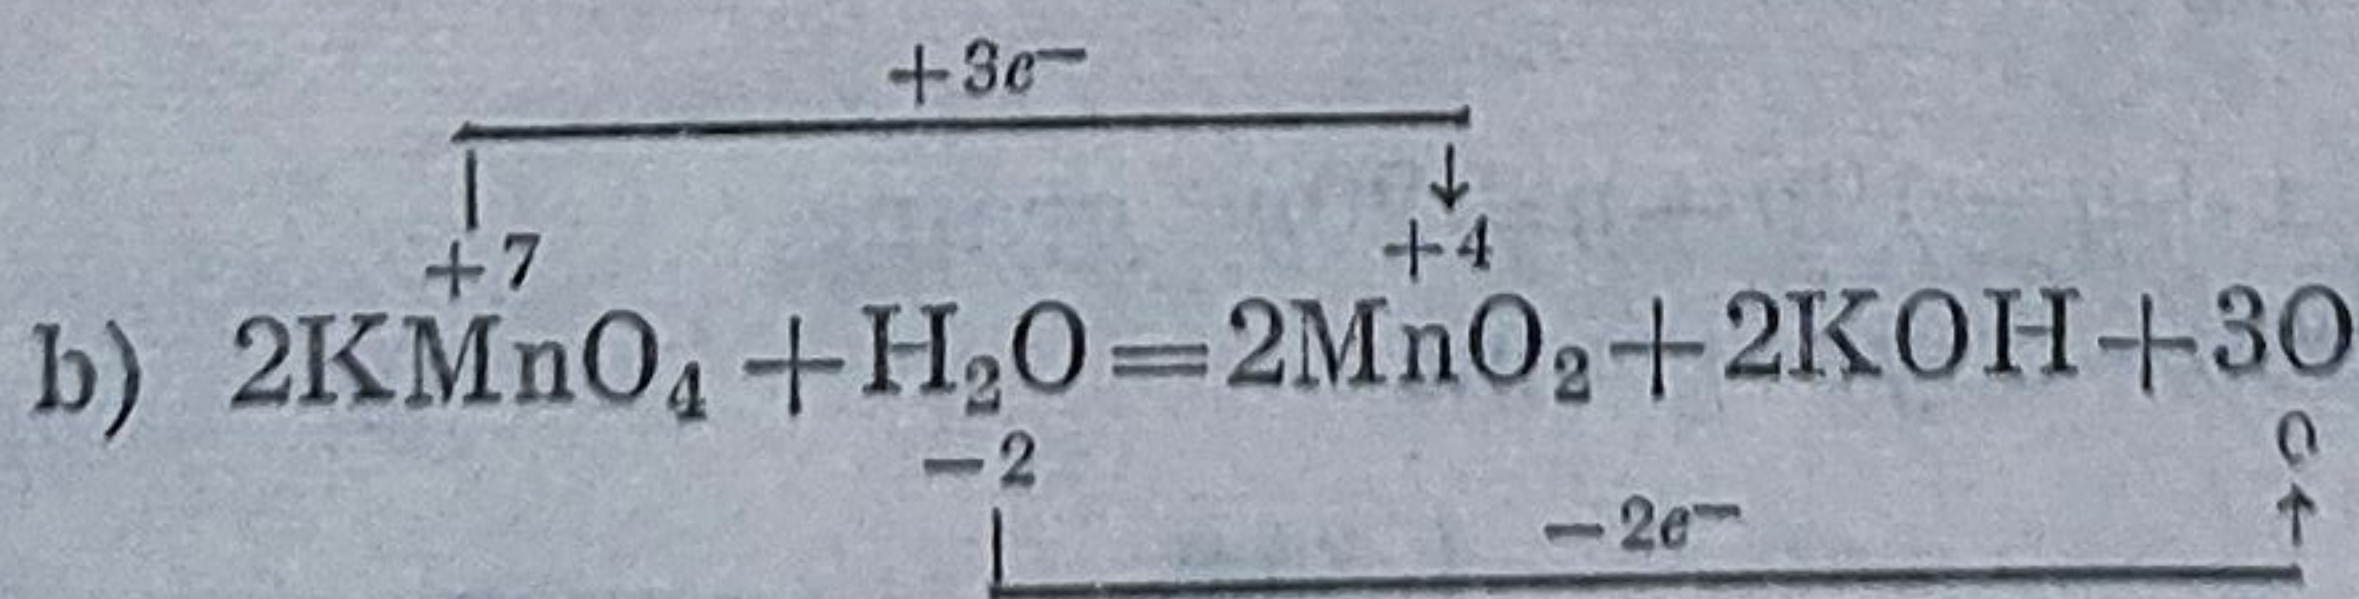 +3e⁻
+7 +4
b) 2KMnO₄ + H₂O = 2MnO₂ + 2KOH + 3O
−2 0
−2e⁻